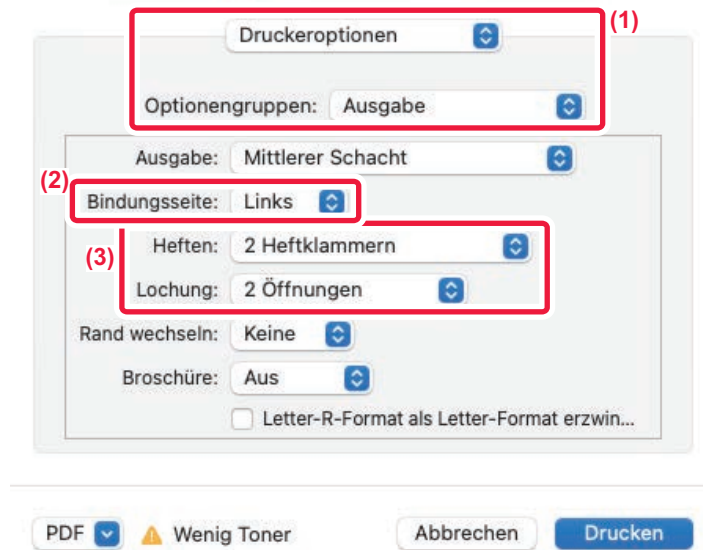 (1)
Druckeroptionen
Optionengruppen: Ausgabe
Ausgabe: Mittlerer Schacht
(2)
Bindungsseite: Links
(3)
Heften: 2 Heftklammern
Lochung: 2 Öffnungen
Rand wechseln: Keine
Broschüre: Aus
Letter-R-Format als Letter-Format erzwin...
PDF Wenig Toner Abbrechen Drucken